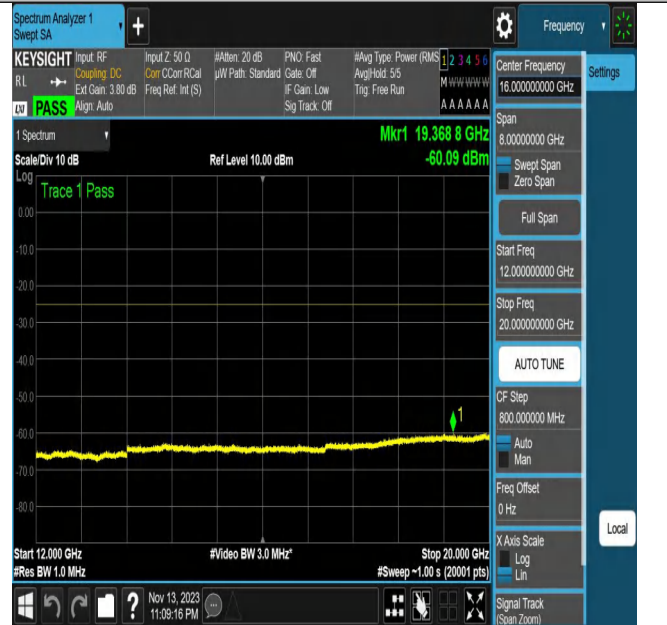 Spectrum Analyzer 1
Swept SA
+
Frequency
KEYSIGHT
RL
LXI
PASS
Input: RF
Coupling: DC
Ext Gain: 3.80 dB
Align: Auto
Input Z: 50 Ω
Corr CCorr RCal
Freq Ref: Int (S)
#Atten: 20 dB
µW Path: Standard
PNO: Fast
Gate: Off
IF Gain: Low
Sig Track: Off
#Avg Type: Power (RMS
Avg|Hold: 5/5
Trig: Free Run
1 2 3 4 5 6
M W W W W W
A A A A A A
1 Spectrum
Scale/Div 10 dB
Log
Ref Level 10.00 dBm
Mkr1 19.368 8 GHz
-60.09 dBm
Trace 1 Pass
0.00
-10.0
-20.0
-30.0
-40.0
-50.0
-60.0
-70.0
-80.0
1
Start 12.000 GHz
#Res BW 1.0 MHz
#Video BW 3.0 MHz*
Stop 20.000 GHz
#Sweep ~1.00 s (20001 pts)
?
Nov 13, 2023
11:09:16 PM
Center Frequency
16.000000000 GHz
Settings
Span
8.00000000 GHz
Swept Span
Zero Span
Full Span
Start Freq
12.000000000 GHz
Stop Freq
20.000000000 GHz
AUTO TUNE
CF Step
800.000000 MHz
Auto
Man
Freq Offset
0 Hz
X Axis Scale
Log
Lin
Local
Signal Track
(Span Zoom)